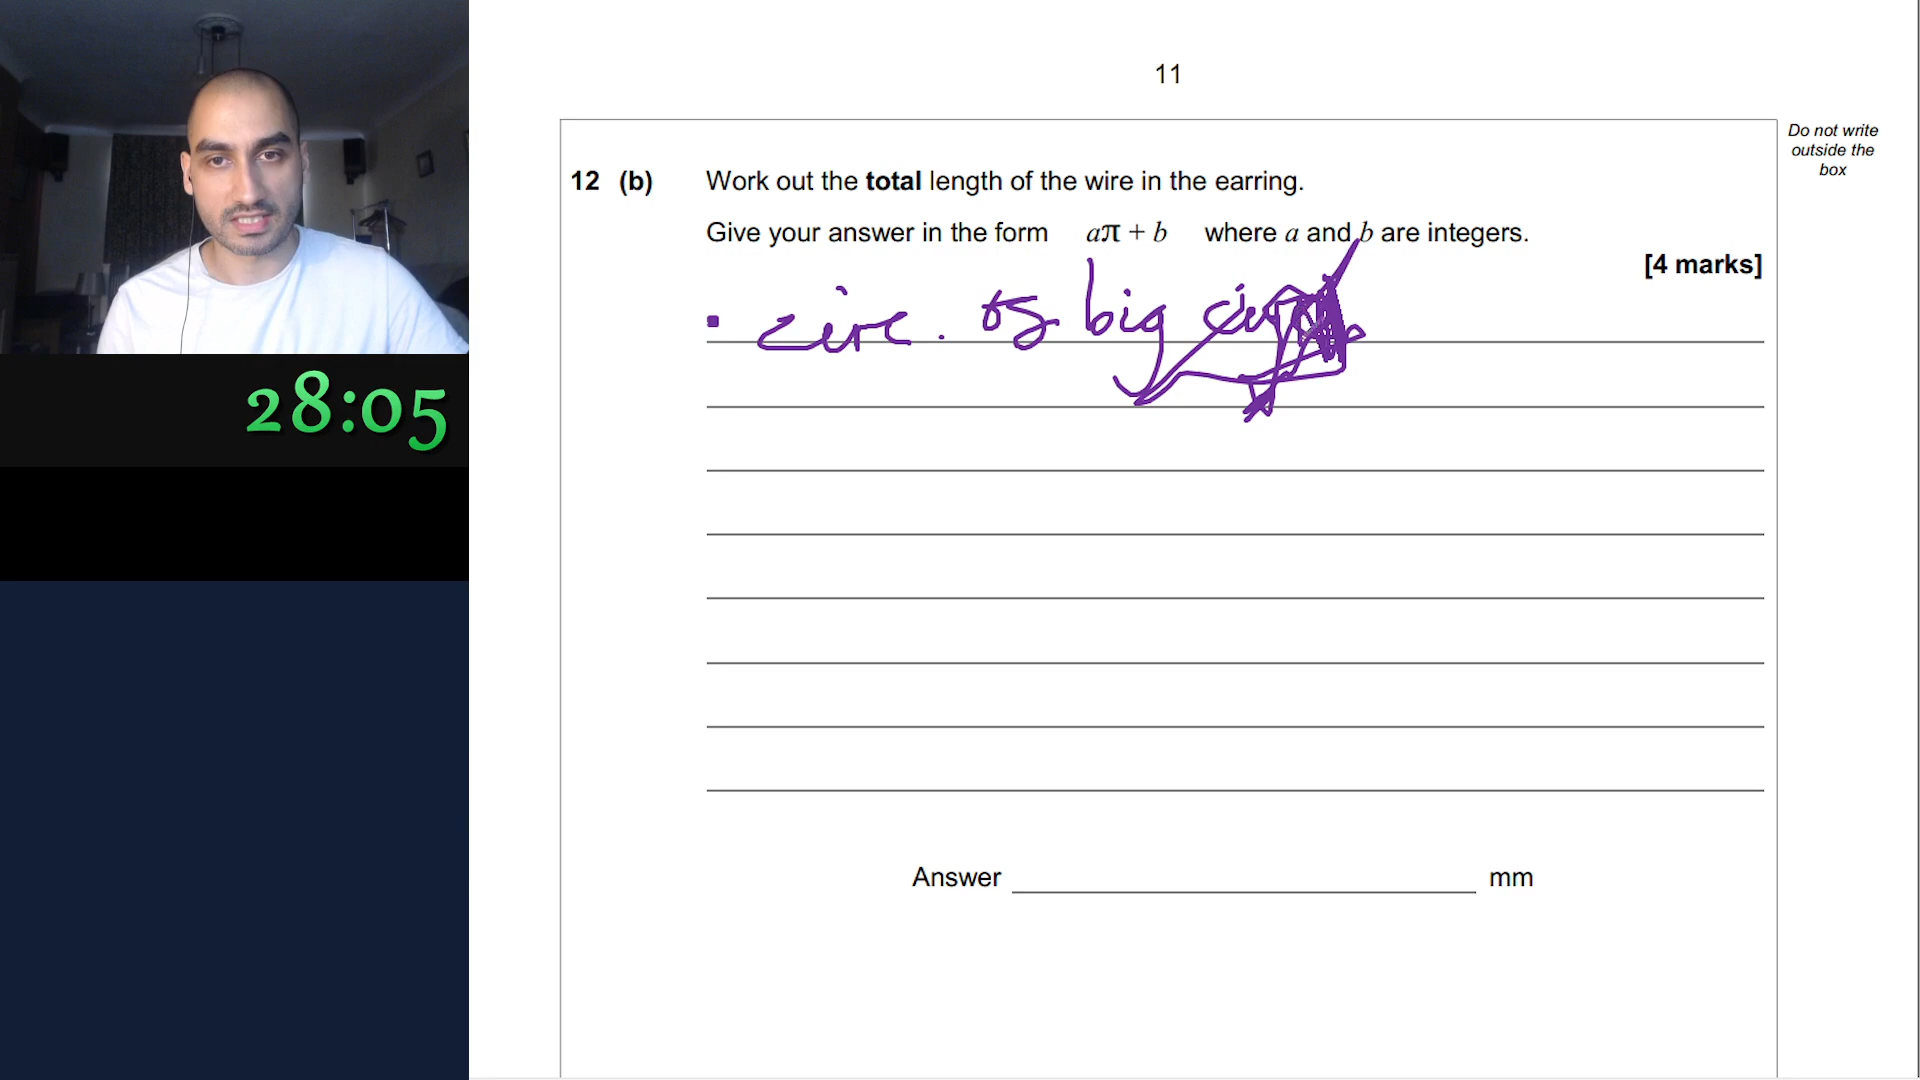 11
Do not write
outside the
box
12 (b) Work out the total length of the wire in the earring.
Give your answer in the form aπ + b where a and b are integers.
[4 marks]
circ. of big
28:05
Answer mm